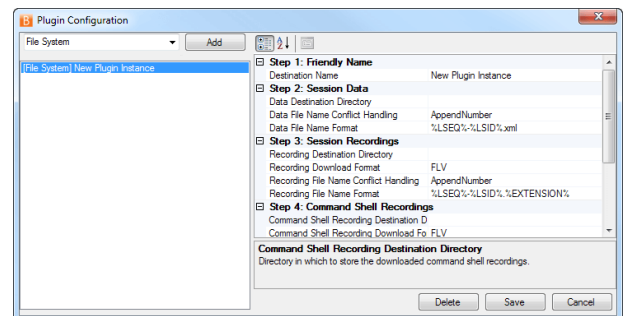 Plugin Configuration
File System
Add
[File System] New Plugin Instance
Step 1: Friendly Name
Destination Name New Plugin Instance
Step 2: Session Data
Data Destination Directory
Data File Name Conflict Handling AppendNumber
Data File Name Format %LSEQ%-%LSID%.xml
Step 3: Session Recordings
Recording Destination Directory
Recording Download Format FLV
Recording File Name Conflict Handling AppendNumber
Recording File Name Format %LSEQ%-%LSID%.%EXTENSION%
Step 4: Command Shell Recordings
Command Shell Recording Destination D
Command Shell Recording Download Fo FLV
Command Shell Recording Destination Directory
Directory in which to store the downloaded command shell recordings.
Delete Save Cancel